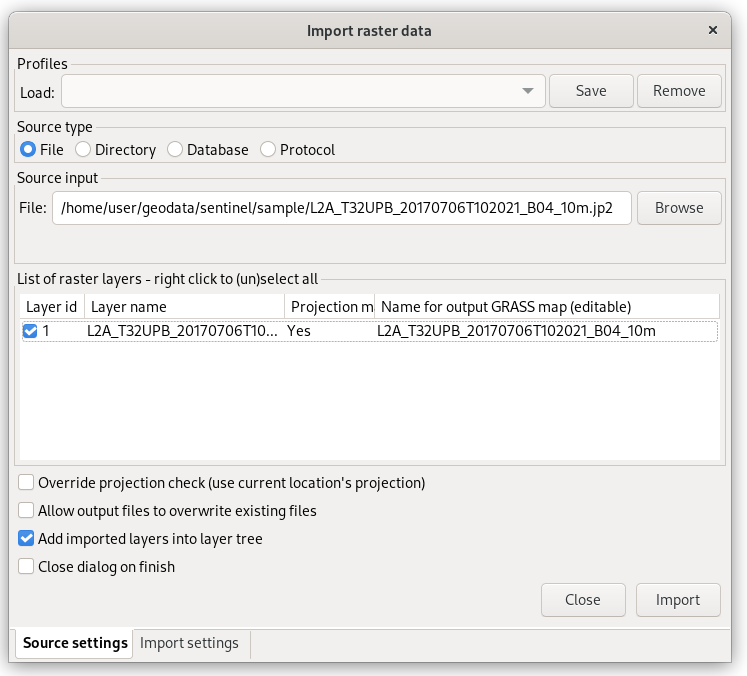 Import raster data
Profiles
Load:
Save
Remove
Source type
File
Directory
Database
Protocol
Source input
File: /home/user/geodata/sentinel/sample/L2A_T32UPB_20170706T102021_B04_10m.jp2
Browse
List of raster layers - right click to (un)select all
Layer id Layer name Projection m Name for output GRASS map (editable)
1 L2A_T32UPB_20170706T10... Yes L2A_T32UPB_20170706T102021_B04_10m
Override projection check (use current location's projection)
Allow output files to overwrite existing files
Add imported layers into layer tree
Close dialog on finish
Close
Import
Source settings
Import settings